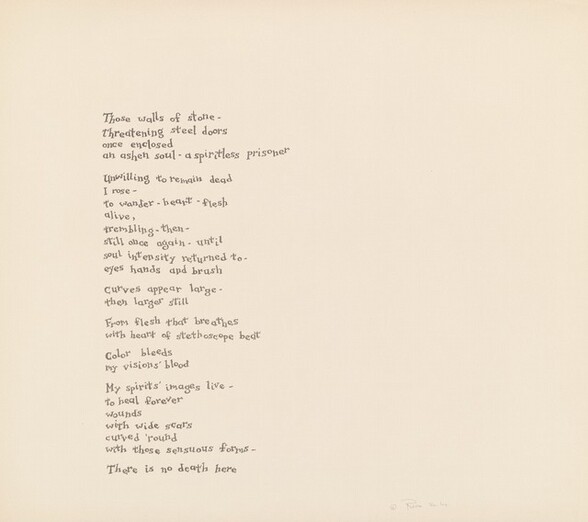 Those walls of stone -
threatening steel doors
once enclosed
an ashen soul - a spiritless prisoner
Unwilling to remain dead
I rose -
to wander - heart - flesh
alive,
trembling - then -
still once again - until
soul intensity returned to -
eyes hands and brush
Curves appear large -
then larger still
From flesh that breathes
with heart of stethoscope beat
Color bleeds
my visions' blood
My spirits' images live -
to heal forever
wounds
with wide scars
curved 'round
with those sensuous forms -
There is no death here